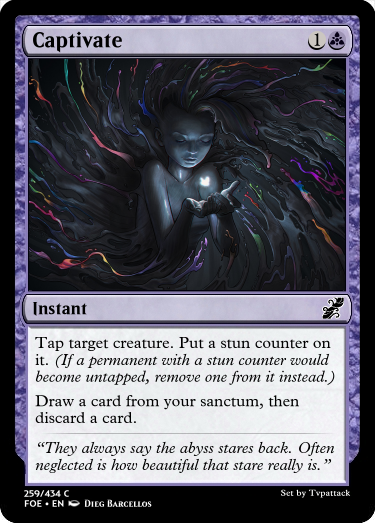 Captivate 1
Instant
Tap target creature. Put a stun counter on
it. (If a permanent with a stun counter would
become untapped, remove one from it instead.)
Draw a card from your sanctum, then
discard a card.
“They always say the abyss stares back. Often
neglected is how beautiful that stare really is.”
259/434 C
FOE • EN Dieg Barcellos
Set by Tvpattack